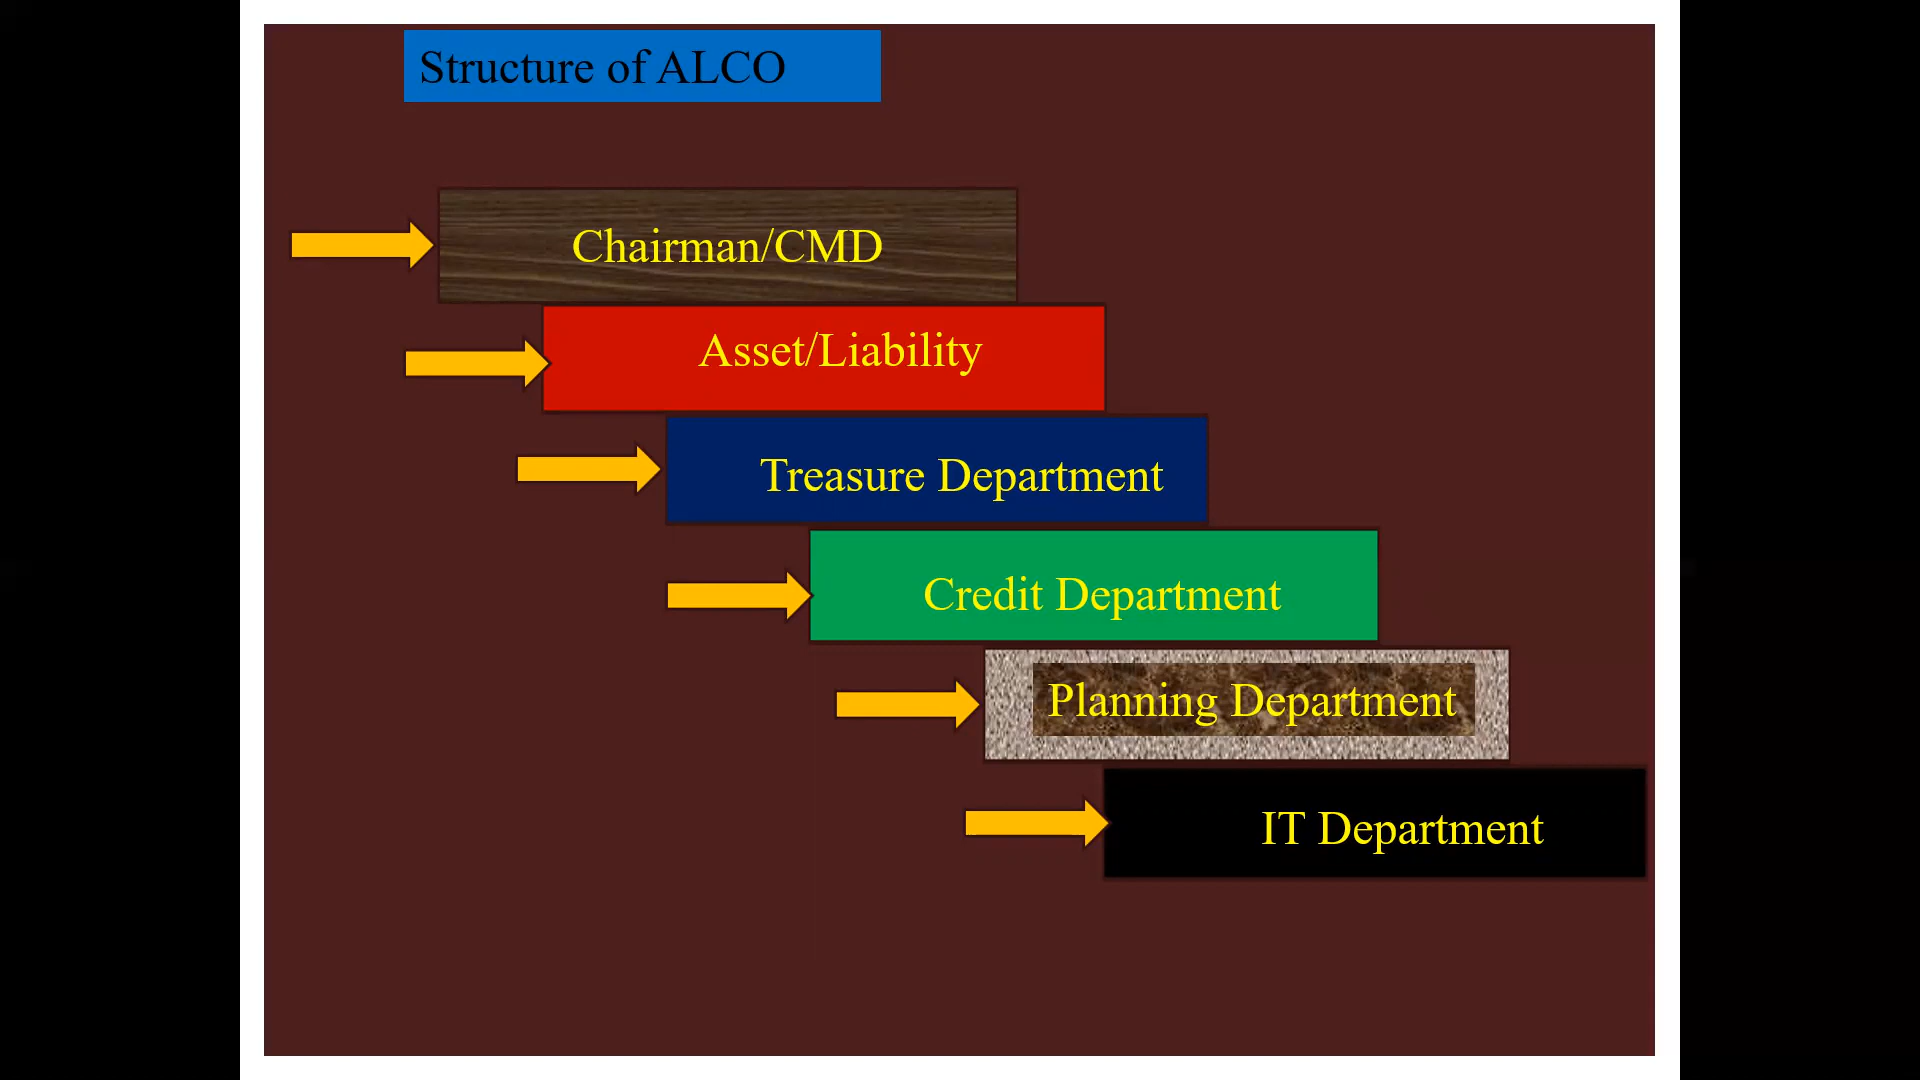 Structure of ALCO
Chairman/CMD
Asset/Liability
Treasure Department
Credit Department
Planning Department
IT Department